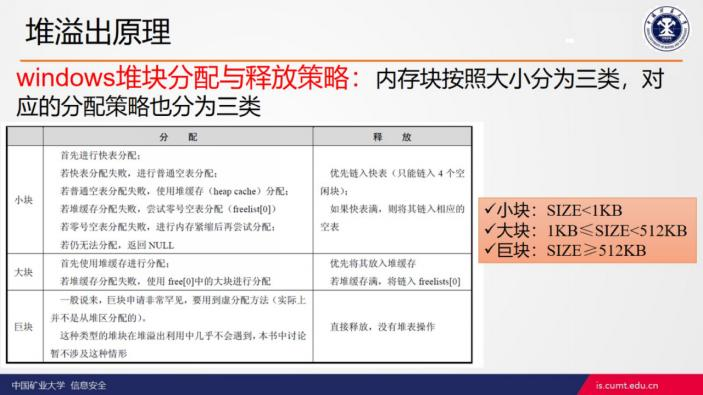 堆溢出原理
windows堆块分配与释放策略：内存块按照大小分为三类，对
应的分配策略也分为三类
分 配 释 放
小块
首先进行快表分配；
若快表分配失败，进行普通空表分配；
若普通空表分配失败，使用堆缓存（heap cache）分配；
若堆缓存分配失败，尝试零号空表分配（freelist[0]）
若零号空表分配失败，进行内存紧缩后再尝试分配；
若仍无法分配，返回 NULL
优先链入快表（只能链入 4 个空
闲块）；
如果快表满，则将其链入相应的
空表
大块
首先使用堆缓存进行分配；
若堆缓存分配失败，使用 free[0]中的大块进行分配
优先将其放入堆缓存
若堆缓存满，将链入 freelists[0]
巨块
一般说来，巨块申请非常罕见，要用到虚分配方法（实际上
并不是从堆区分配的）。
这种类型的堆块在堆溢出利用中几乎不会遇到，本书中讨论
暂不涉及这种情形
直接释放，没有堆表操作
✓小块：SIZE<1KB
✓大块：1KB≤SIZE<512KB
✓巨块：SIZE≥512KB
中国矿业大学 信息安全
is.cumt.edu.cn